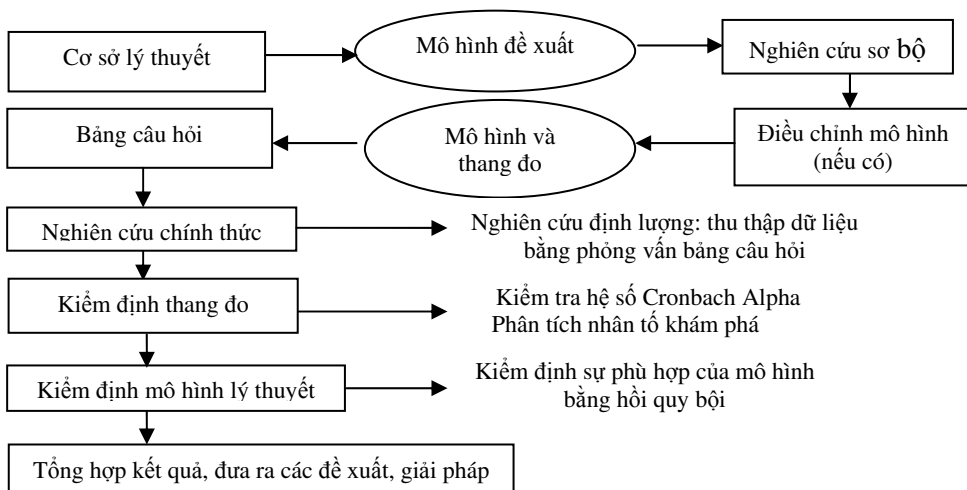 Cơ sở lý thuyết
Mô hình đề xuất
Nghiên cứu sơ bộ
Bảng câu hỏi
Mô hình và
thang đo
Điều chỉnh mô hình
(nếu có)
Nghiên cứu chính thức
Nghiên cứu định lượng: thu thập dữ liệu
bằng phỏng vấn bảng câu hỏi
Kiểm định thang đo
Kiểm tra hệ số Cronbach Alpha
Phân tích nhân tố khám phá
Kiểm định mô hình lý thuyết
Kiểm định sự phù hợp của mô hình
bằng hồi quy bội
Tổng hợp kết quả, đưa ra các đề xuất, giải pháp